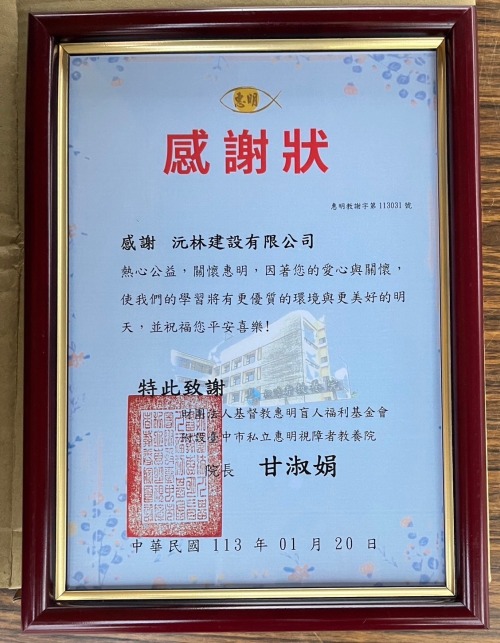 惠明
感謝狀
惠明教謝字第113031號
感謝 沅林建設有限公司
熱心公益，關懷惠明，因著您的愛心與關懷，
使我們的學習將有更優質的環境與更美好的明
天，並祝福您平安喜樂!
特此致謝
財團法人基督教惠明盲人福利基金會
附設臺中市私立惠明視障者教養院
院長 甘淑娟
中華民國 113 年 01 月 20 日